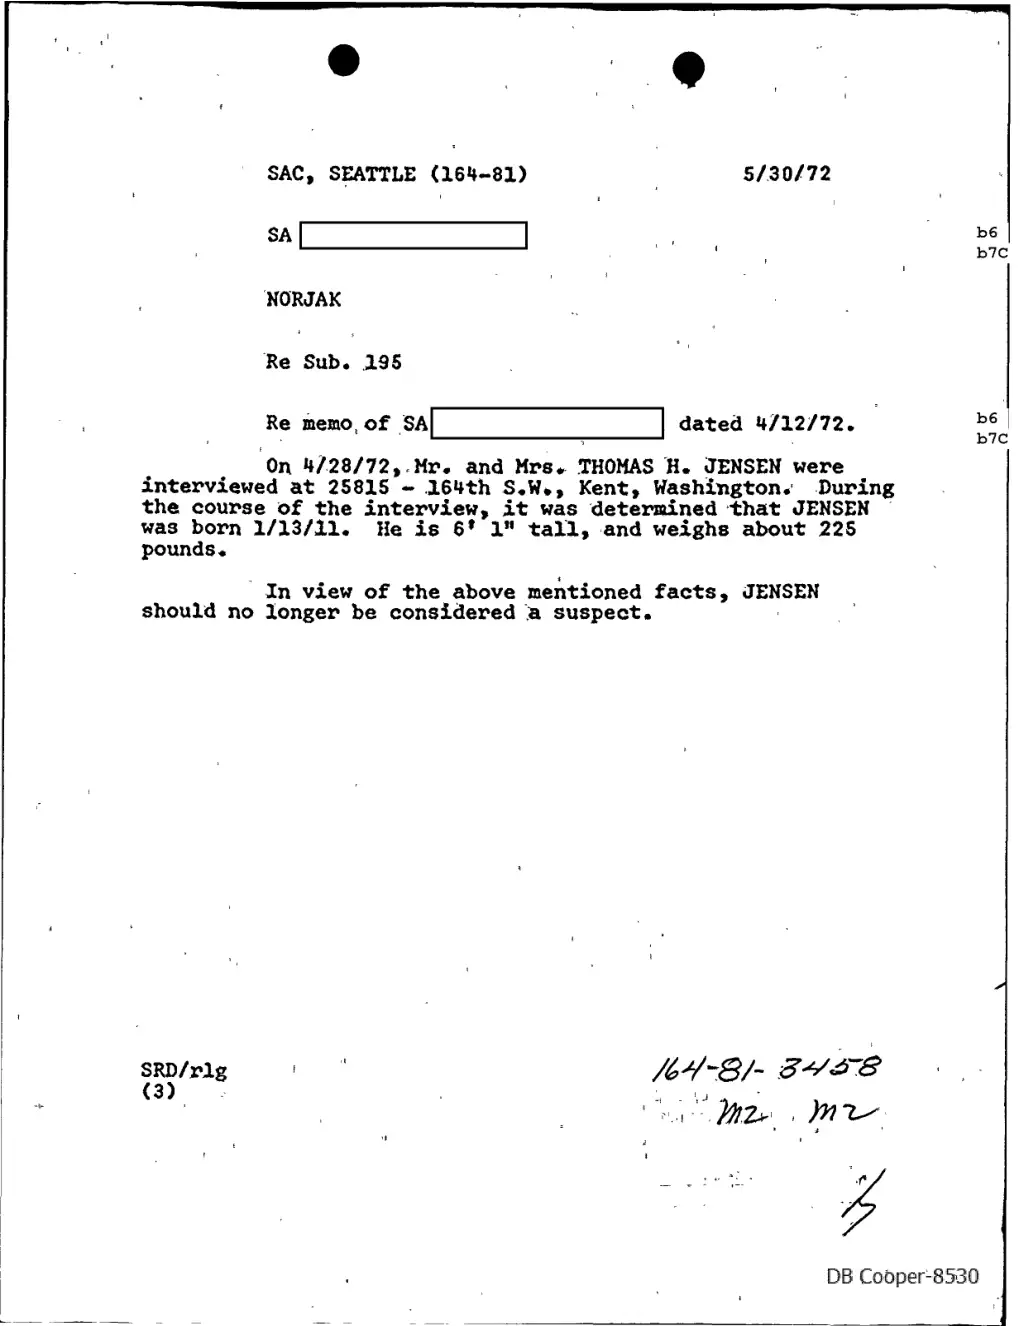 SAC, SEATTLE (164-81) 5/30/72
SA
b6
b7C
NORJAK
Re Sub. 195
Re memo of SA dated 4/12/72.
b6
b7C
On 4/28/72, Mr. and Mrs. THOMAS H. JENSEN were
interviewed at 25815 - 164th S.W., Kent, Washington. During
the course of the interview, it was determined that JENSEN
was born 1/13/11. He is 6' 1" tall, and weighs about 225
pounds.
In view of the above mentioned facts, JENSEN
should no longer be considered a suspect.
SRD/rlg
(3)
164-81-3458
DB Cooper-8530